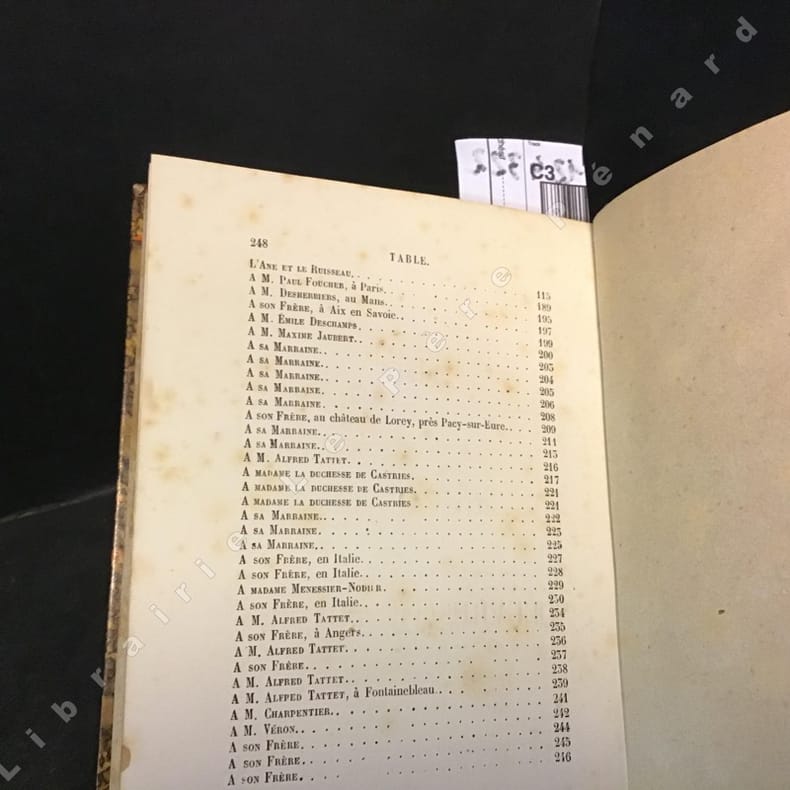 248
TABLE.
L'Ane et le Ruisseau. 115
A M. Paul Foucher, à Paris. 189
A M. Desherbiers, au Mans. 195
A son Frère, à Aix en Savoie. 197
A M. Émile Deschamps. 199
A M. Maxime Jaubert. 200
A sa Marraine. 203
A sa Marraine. 204
A sa Marraine. 205
A sa Marraine. 206
A sa Marraine. 208
A son Frère, au château de Lorey, près Pacy-sur-Eure. 209
A sa Marraine. 211
A sa Marraine. 215
A M. Alfred Tattet. 216
A madame la duchesse de Castries. 217
A madame la duchesse de Castries. 221
A madame la duchesse de Castries. 221
A sa Marraine. 222
A sa Marraine. 223
A sa Marraine. 225
A son Frère, en Italie. 227
A son Frère, en Italie. 228
A madame Menessier-Nodier. 229
A son Frère, en Italie. 230
A M. Alfred Tattet. 234
A son Frère, à Angers. 235
A M. Alfred Tattet. 236
A son Frère. 237
A M. Alfred Tattet. 238
A M. Alfred Tattet, à Fontainebleau. 239
A M. Charpentier. 241
A M. Véron. 242
A son Frère. 244
A son Frère. 245
A son Frère. 246
C3
Librairie Le Père Pénard